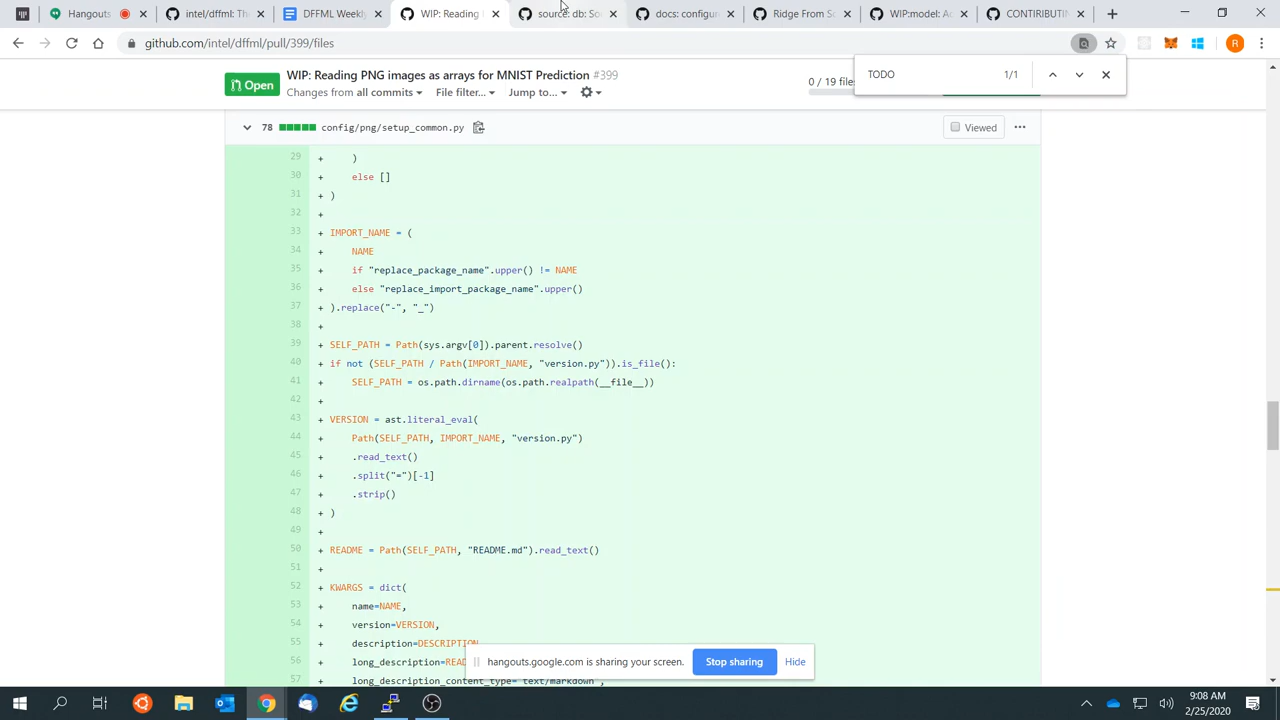 Hangouts
intel/dffml: Th
DFFML Weekly
WIP: Reading
source: db: So
docs: configur
Ridge From S
WIP:model: A
CONTRIBUTIN
github.com/intel/dffml/pull/399/files
R
TODO
1/1
Open
WIP: Reading PNG images as arrays for MNIST Prediction #399
Changes from all commits File filter... Jump to...
0 / 19 file
78 config/png/setup_common.py
Viewed
29 + )
30 + else []
31 + )
32 +
33 + IMPORT_NAME = (
34 + NAME
35 + if "replace_package_name".upper() != NAME
36 + else "replace_import_package_name".upper()
37 + ).replace("-", "_")
38 +
39 + SELF_PATH = Path(sys.argv[0]).parent.resolve()
40 + if not (SELF_PATH / Path(IMPORT_NAME, "version.py")).is_file():
41 + SELF_PATH = os.path.dirname(os.path.realpath(__file__))
42 +
43 + VERSION = ast.literal_eval(
44 + Path(SELF_PATH, IMPORT_NAME, "version.py")
45 + .read_text()
46 + .split("=")[-1]
47 + .strip()
48 + )
49 +
50 + README = Path(SELF_PATH, "README.md").read_text()
51 +
52 + KWARGS = dict(
53 + name=NAME,
54 + version=VERSION,
55 + description=DESCRIPTION
56 + long_description=READ
57 + long_description_content_type="text/markdown",
hangouts.google.com is sharing your screen.
Stop sharing
Hide
9:08 AM
2/25/2020